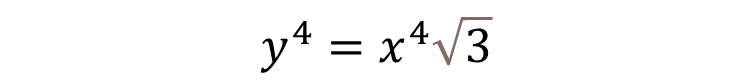 y⁴ = x⁴√3